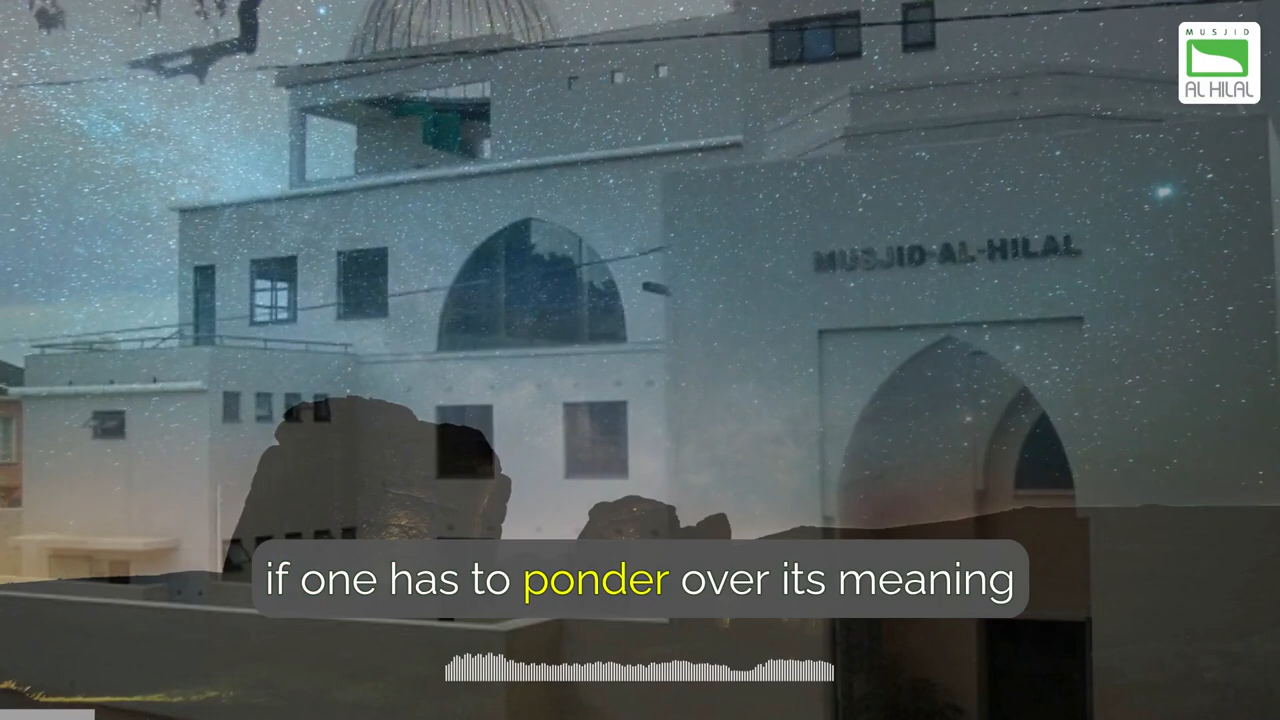 MUSJID
AL HILAL
MUSJID-AL-HILAL
if one has to ponder over its meaning